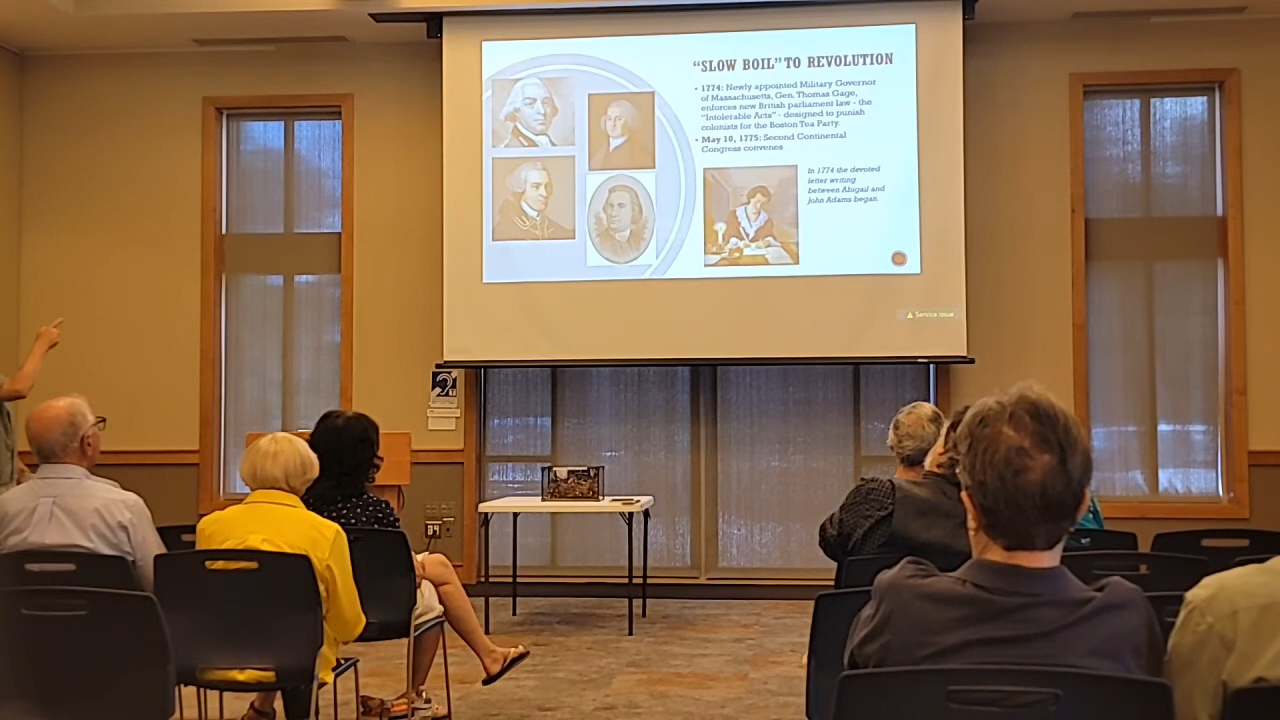 “SLOW BOIL” TO REVOLUTION
• 1774: Newly appointed Military Governor
of Massachusetts, Gen. Thomas Gage,
enforces new British parliament law - the
“Intolerable Acts” - designed to punish
colonists for the Boston Tea Party.
• May 10, 1775: Second Continental
Congress convenes
In 1774 the devoted
letter writing
between Abigail and
John Adams began.
Service issue